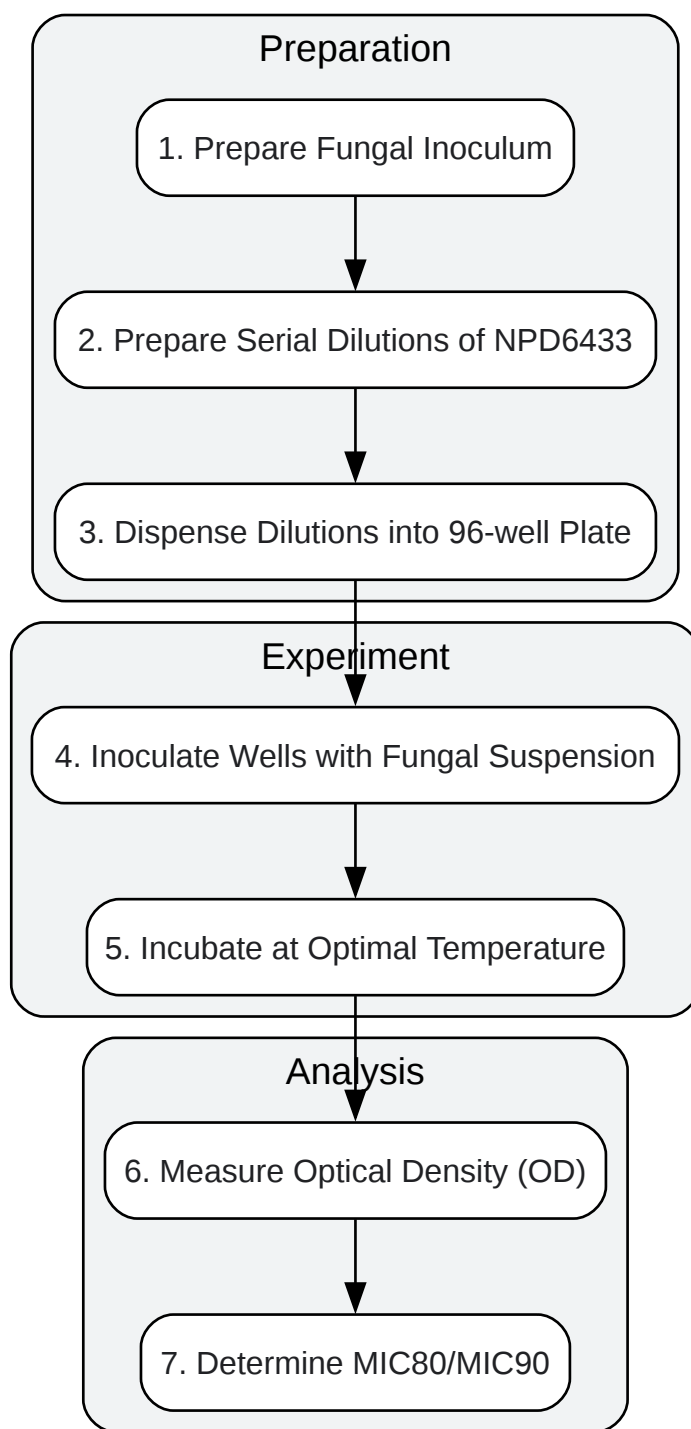 Preparation
1. Prepare Fungal Inoculum
2. Prepare Serial Dilutions of NPD6433
3. Dispense Dilutions into 96-well Plate
Experiment
4. Inoculate Wells with Fungal Suspension
5. Incubate at Optimal Temperature
Analysis
6. Measure Optical Density (OD)
7. Determine MIC80/MIC90